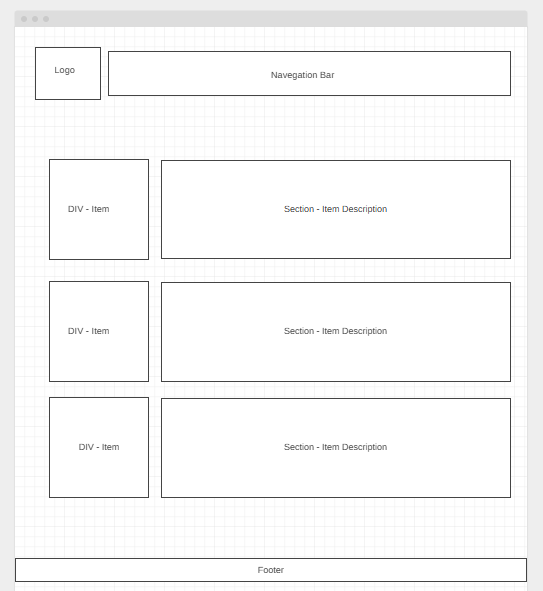 Logo
Navegation Bar
DIV - Item
Section - Item Description
DIV - Item
Section - Item Description
DIV - Item
Section - Item Description
Footer